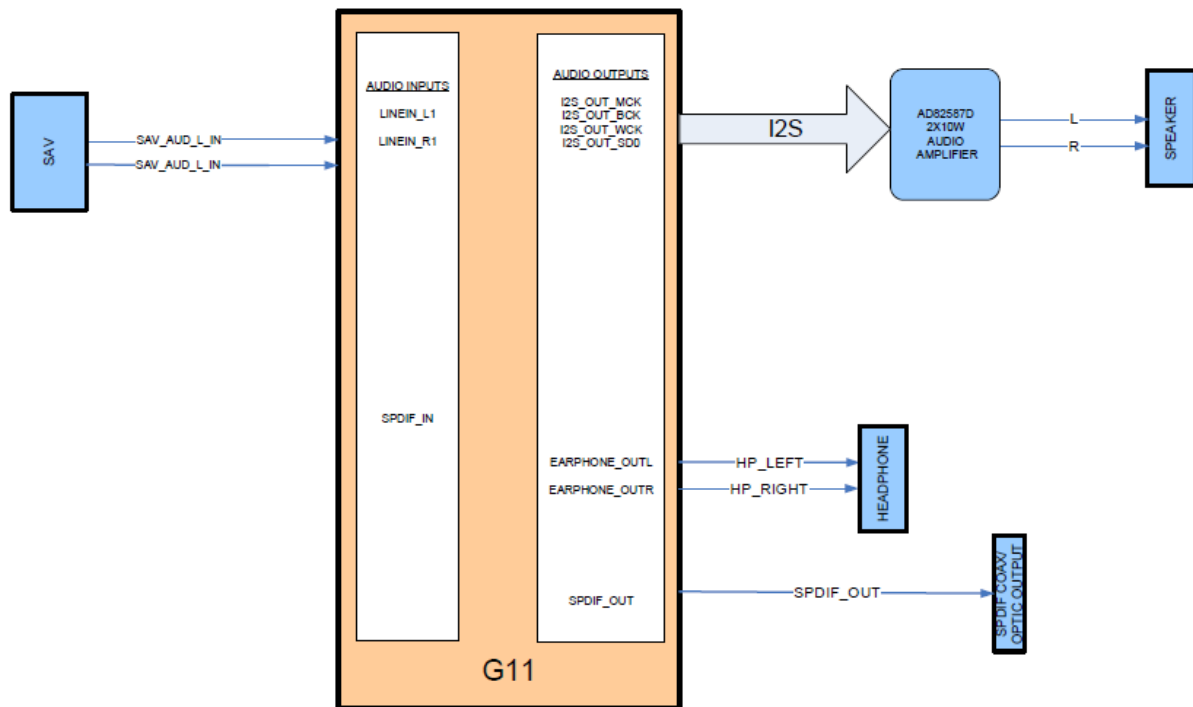 SAV
SAV_AUD_L_IN
SAV_AUD_L_IN
AUDIO INPUTS
LINEIN_L1
LINEIN_R1
SPDIF_IN
AUDIO OUTPUTS
I2S_OUT_MCK
I2S_OUT_BCK
I2S_OUT_WCK
I2S_OUT_SD0
EARPHONE_OUTL
EARPHONE_OUTR
SPDIF_OUT
G11
I2S
AD82587D
2X10W
AUDIO
AMPLIFIER
L
R
SPEAKER
HP_LEFT
HP_RIGHT
HEADPHONE
SPDIF_OUT
SPDIF COAX/
OPTIC OUTPUT